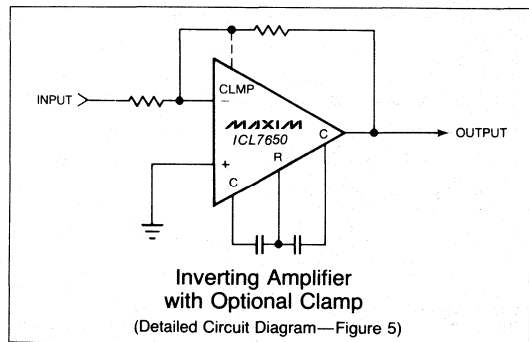 INPUT
CLMP
−
MAXIM
ICL7650
C
OUTPUT
R
+
C
Inverting Amplifier
with Optional Clamp
(Detailed Circuit Diagram—Figure 5)